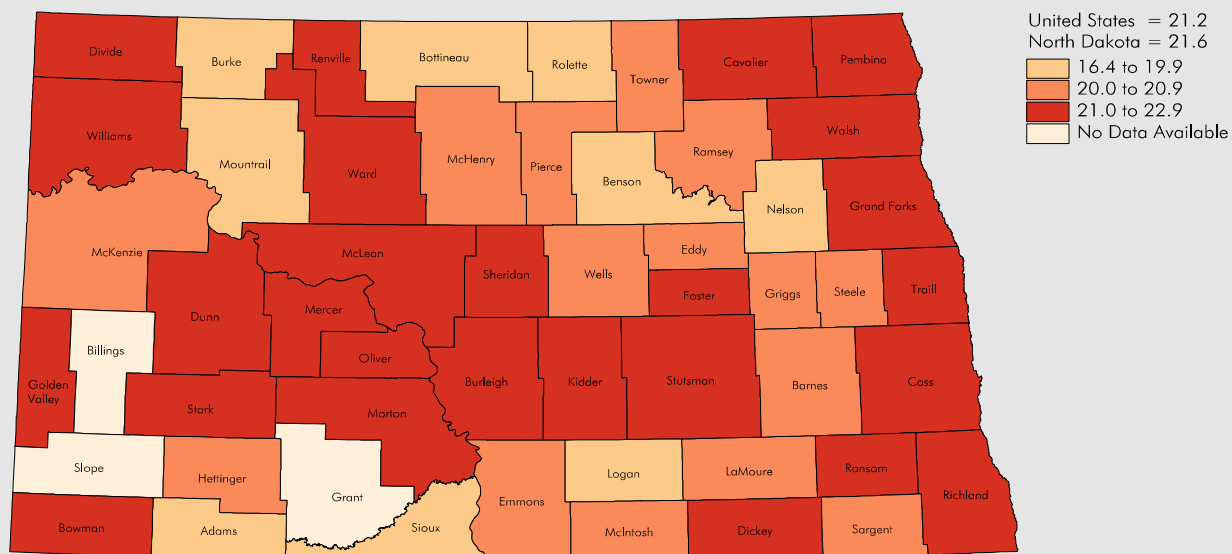 United States = 21.2
North Dakota = 21.6
16.4 to 19.9
20.0 to 20.9
21.0 to 22.9
No Data Available
Divide
Burke
Renville
Bottineau
Rolette
Towner
Cavalier
Pembina
Williams
Mountrail
Ward
McHenry
Pierce
Benson
Ramsey
Walsh
Nelson
Grand Forks
McKenzie
Dunn
McLean
Mercer
Oliver
Sheridan
Wells
Eddy
Foster
Griggs
Steele
Traill
Golden
Valley
Billings
Stark
Morton
Burleigh
Kidder
Stutsman
Barnes
Cass
Slope
Hettinger
Grant
Emmons
Logan
LaMoure
Ransom
Richland
Bowman
Adams
Sioux
McIntosh
Dickey
Sargent